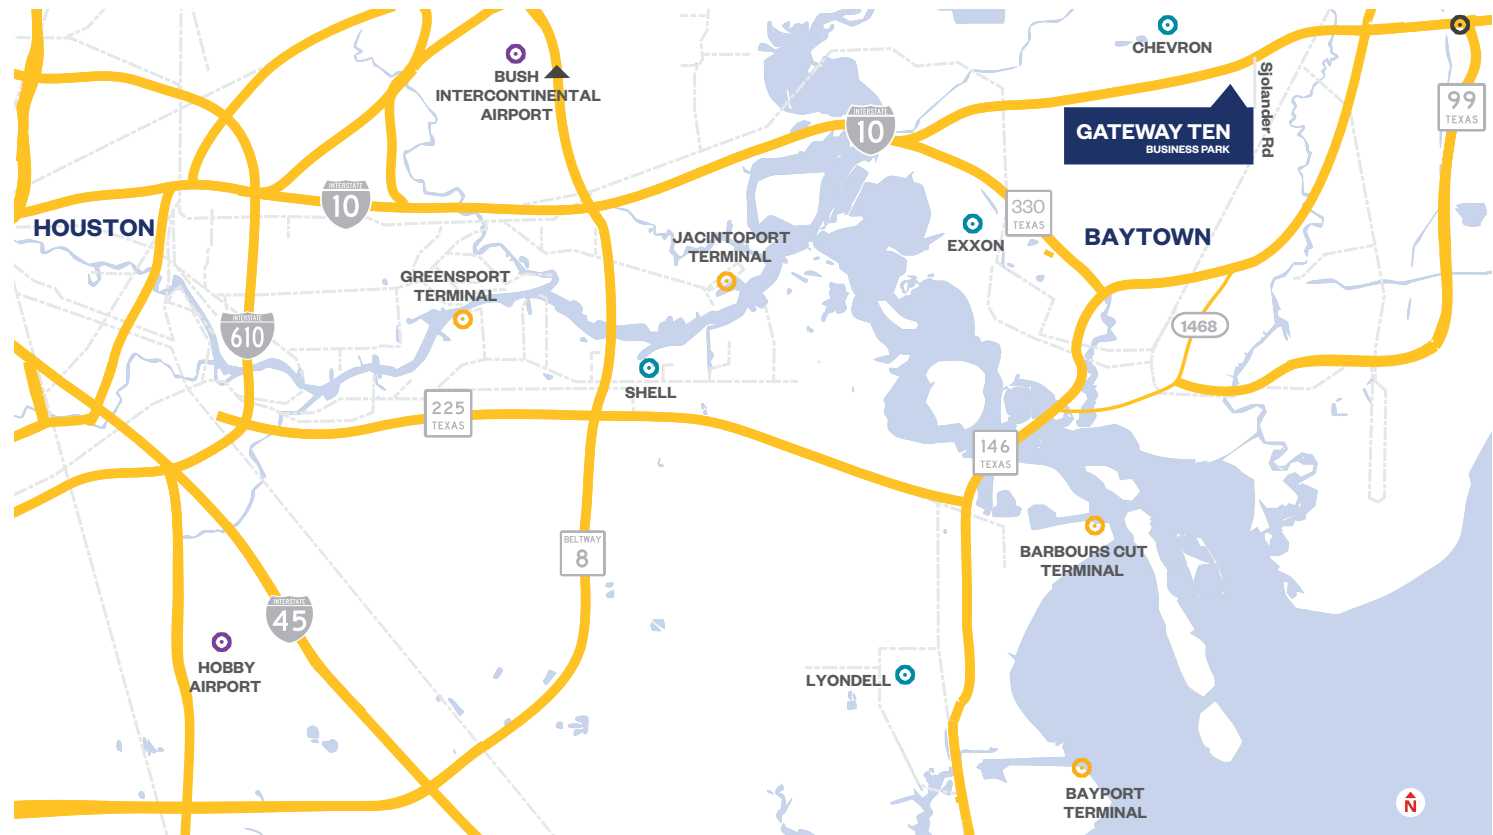 CHEVRON
BUSH
INTERCONTINENTAL
AIRPORT
Sjolander Rd
99
TEXAS
INTERSTATE
10
GATEWAY TEN
BUSINESS PARK
INTERSTATE
10
330
TEXAS
HOUSTON
EXXON
BAYTOWN
JACINTOPORT
TERMINAL
GREENSPORT
TERMINAL
INTERSTATE
610
1468
SHELL
225
TEXAS
146
TEXAS
BELTWAY
8
BARBOURS CUT
TERMINAL
INTERSTATE
45
HOBBY
AIRPORT
LYONDELL
BAYPORT
TERMINAL
N